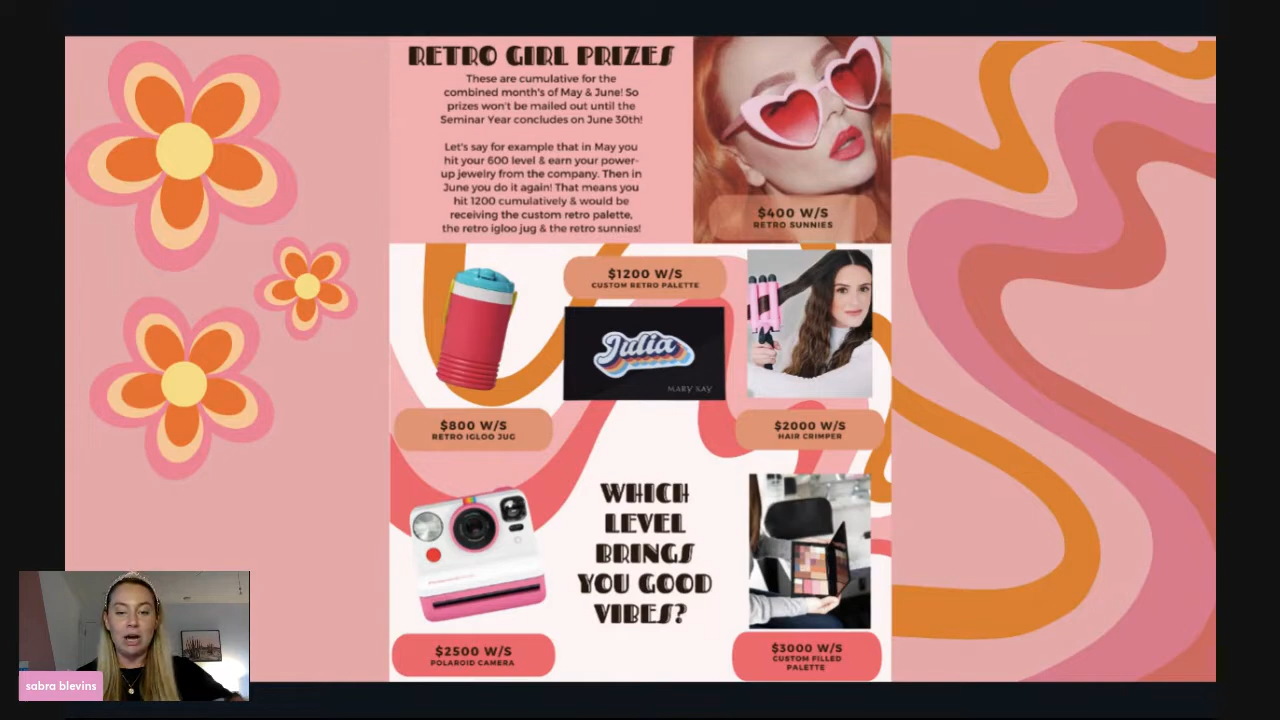 RETRO GIRL PRIZES
These are cumulative for the
combined month's of May & June! So
prizes won't be mailed out until the
Seminar Year concludes on June 30th!
Let's say for example that in May you
hit your 600 level & earn your power-
up jewelry from the company. Then in
June you do it again! That means you
hit 1200 cumulatively & would be
receiving the custom retro palette,
the retro igloo jug & the retro sunnies!
$400 W/S
RETRO SUNNIES
$1200 W/S
CUSTOM RETRO PALETTE
Julia
MARY KAY
$800 W/S
RETRO IGLOO JUG
$2000 W/S
HAIR CRIMPER
WHICH
LEVEL
BRINGS
YOU GOOD
VIBES?
$2500 W/S
POLAROID CAMERA
$3000 W/S
CUSTOM FILLED
PALETTE
sabra blevins